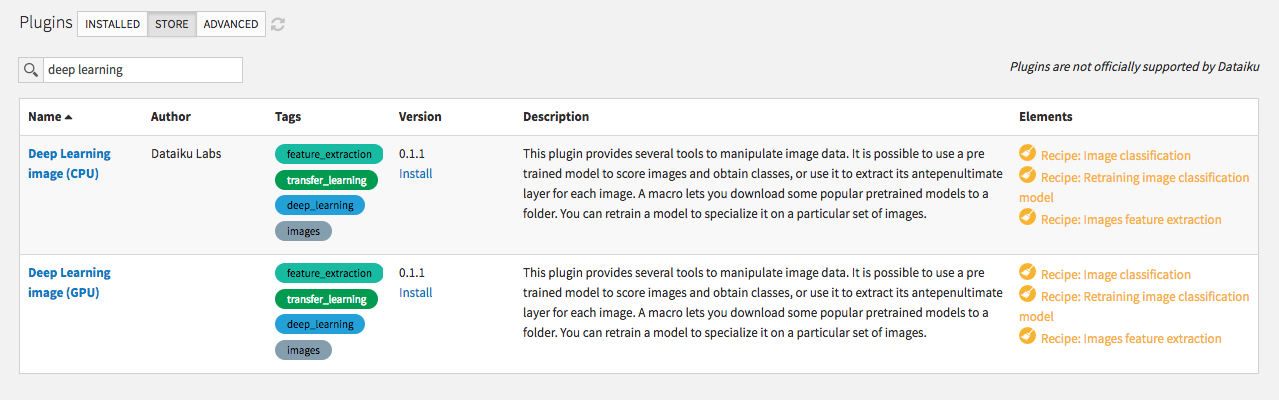 Plugins INSTALLED STORE ADVANCED
deep learning
Plugins are not officially supported by Dataiku
Name Author Tags Version Description Elements
Deep Learning
image (CPU)
Dataiku Labs
feature_extraction
transfer_learning
deep_learning
images
0.1.1
Install
This plugin provides several tools to manipulate image data. It is possible to use a pre
trained model to score images and obtain classes, or use it to extract its antepenultimate
layer for each image. A macro lets you download some popular pretrained models to a
folder. You can retrain a model to specialize it on a particular set of images.
Recipe: Image classification
Recipe: Retraining image classification
model
Recipe: Images feature extraction
Deep Learning
image (GPU)
feature_extraction
transfer_learning
deep_learning
images
0.1.1
Install
This plugin provides several tools to manipulate image data. It is possible to use a pre
trained model to score images and obtain classes, or use it to extract its antepenultimate
layer for each image. A macro lets you download some popular pretrained models to a
folder. You can retrain a model to specialize it on a particular set of images.
Recipe: Image classification
Recipe: Retraining image classification
model
Recipe: Images feature extraction